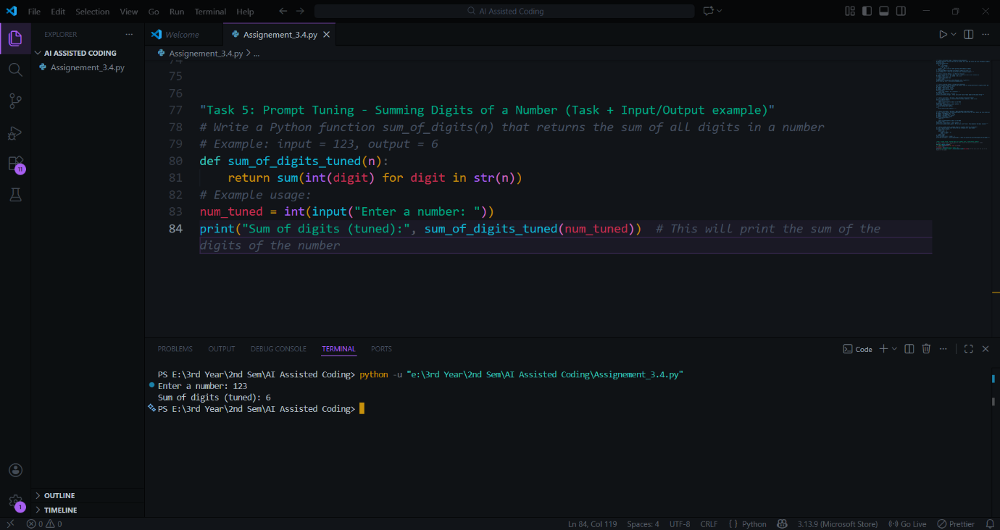 File Edit Selection View Go Run Terminal Help AI Assisted Coding
EXPLORER
AI ASSISTED CODING
Assignement_3.4.py
Welcome Assignement_3.4.py
Assignement_3.4.py > ...
74
75
76
77 "Task 5: Prompt Tuning - Summing Digits of a Number (Task + Input/Output example)"
78 # Write a Python function sum_of_digits(n) that returns the sum of all digits in a number
79 # Example: input = 123, output = 6
80 def sum_of_digits_tuned(n):
81 return sum(int(digit) for digit in str(n))
82 # Example usage:
83 num_tuned = int(input("Enter a number: "))
84 print("Sum of digits (tuned):", sum_of_digits_tuned(num_tuned)) # This will print the sum of the
digits of the number
PROBLEMS OUTPUT DEBUG CONSOLE TERMINAL PORTS
Code
PS E:\3rd Year\2nd Sem\AI Assisted Coding> python -u "e:\3rd Year\2nd Sem\AI Assisted Coding\Assignement_3.4.py"
Enter a number: 123
Sum of digits (tuned): 6
PS E:\3rd Year\2nd Sem\AI Assisted Coding>
11
1
OUTLINE
TIMELINE
0 0 Ln 84, Col 119 Spaces: 4 UTF-8 CRLF { } Python 3.13.9 (Microsoft Store) Go Live Prettier